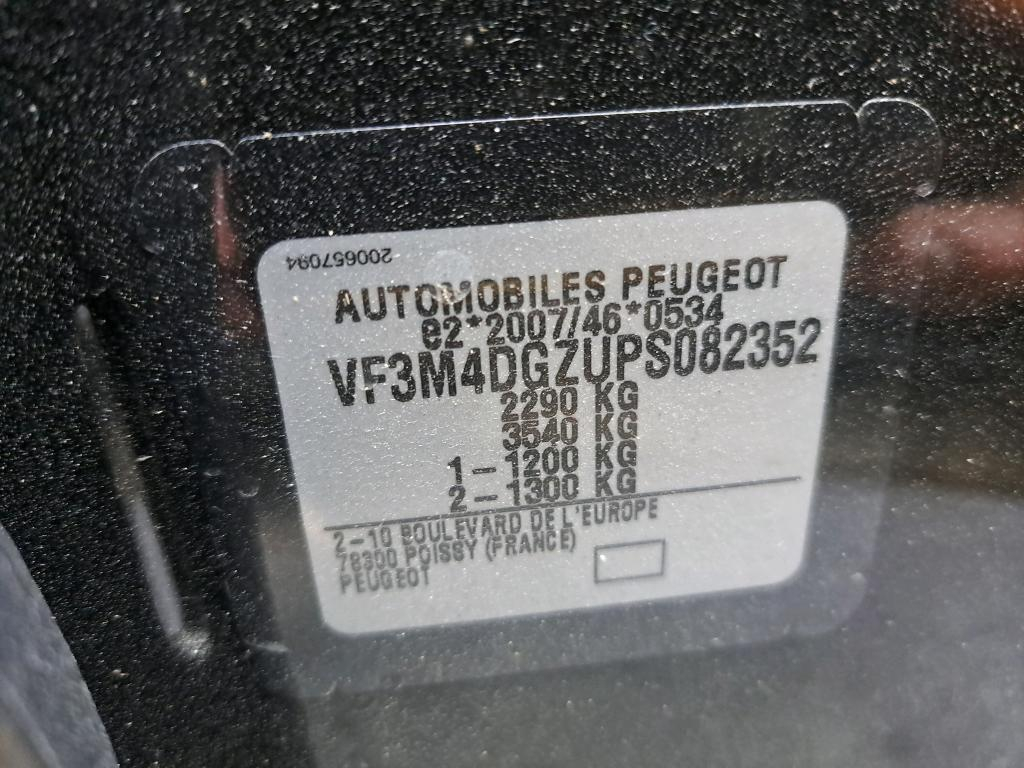 200657094
AUTOMOBILES PEUGEOT
e2*2007/46*0534
VF3M4DGZUPS082352
2290 KG
3540 KG
1-1200 KG
2-1300 KG
2-10 BOULEVARD DE L'EUROPE
78300 POISSY (FRANCE)
PEUGEOT